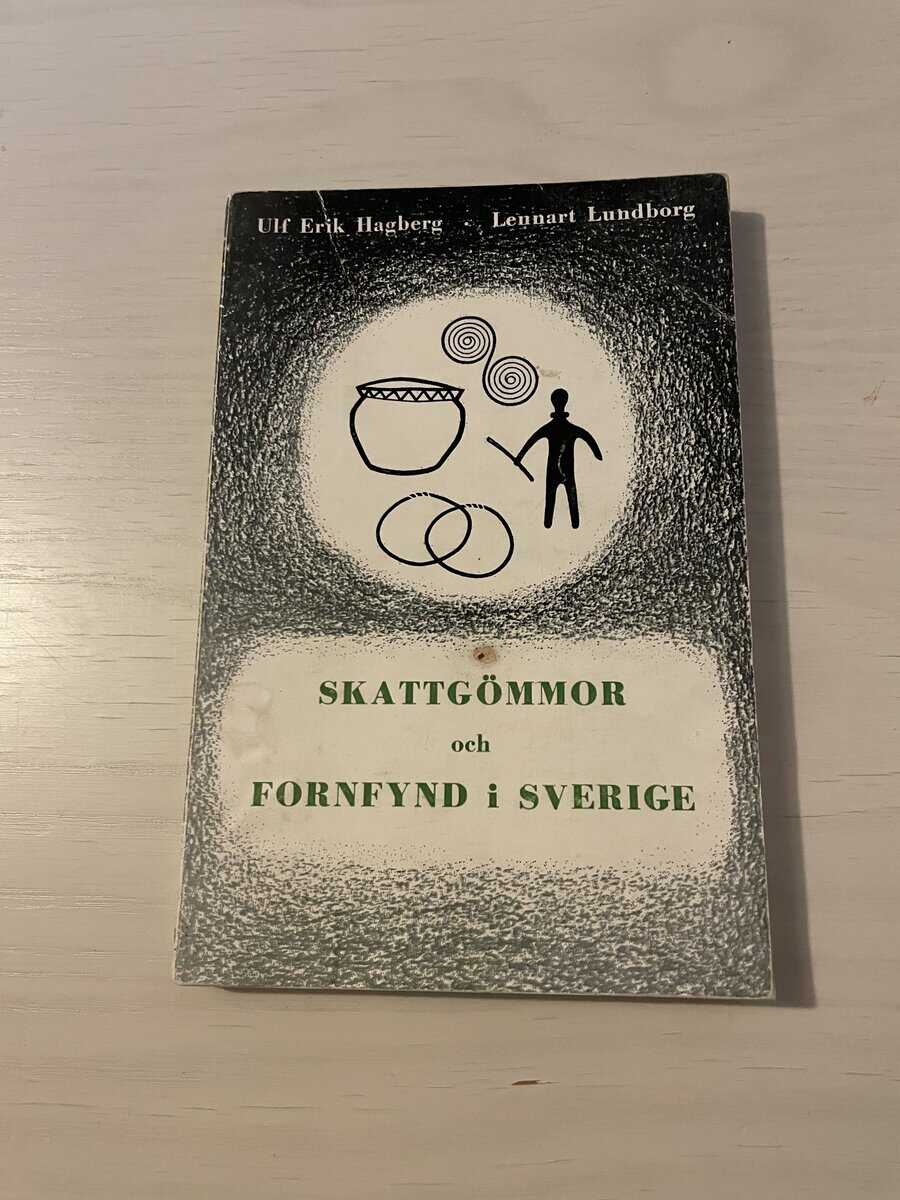 Ulf Erik Hagberg · Lennart Lundborg
SKATTGÖMMOR
och
FORNFYND i SVERIGE